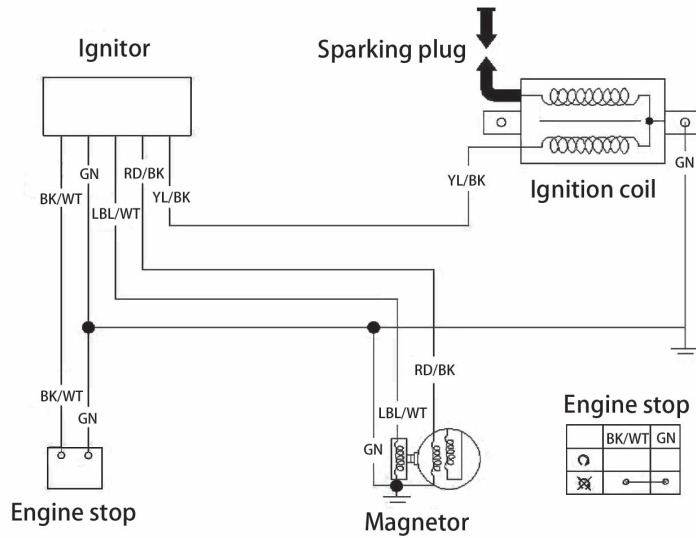 Ignitor
Sparking plug
GN
RD/BK
BK/WT
LBL/WT
YL/BK
YL/BK
GN
Ignition coil
RD/BK
BK/WT
GN
LBL/WT
GN
Engine stop
BK/WT GN
Engine stop
Magnetor